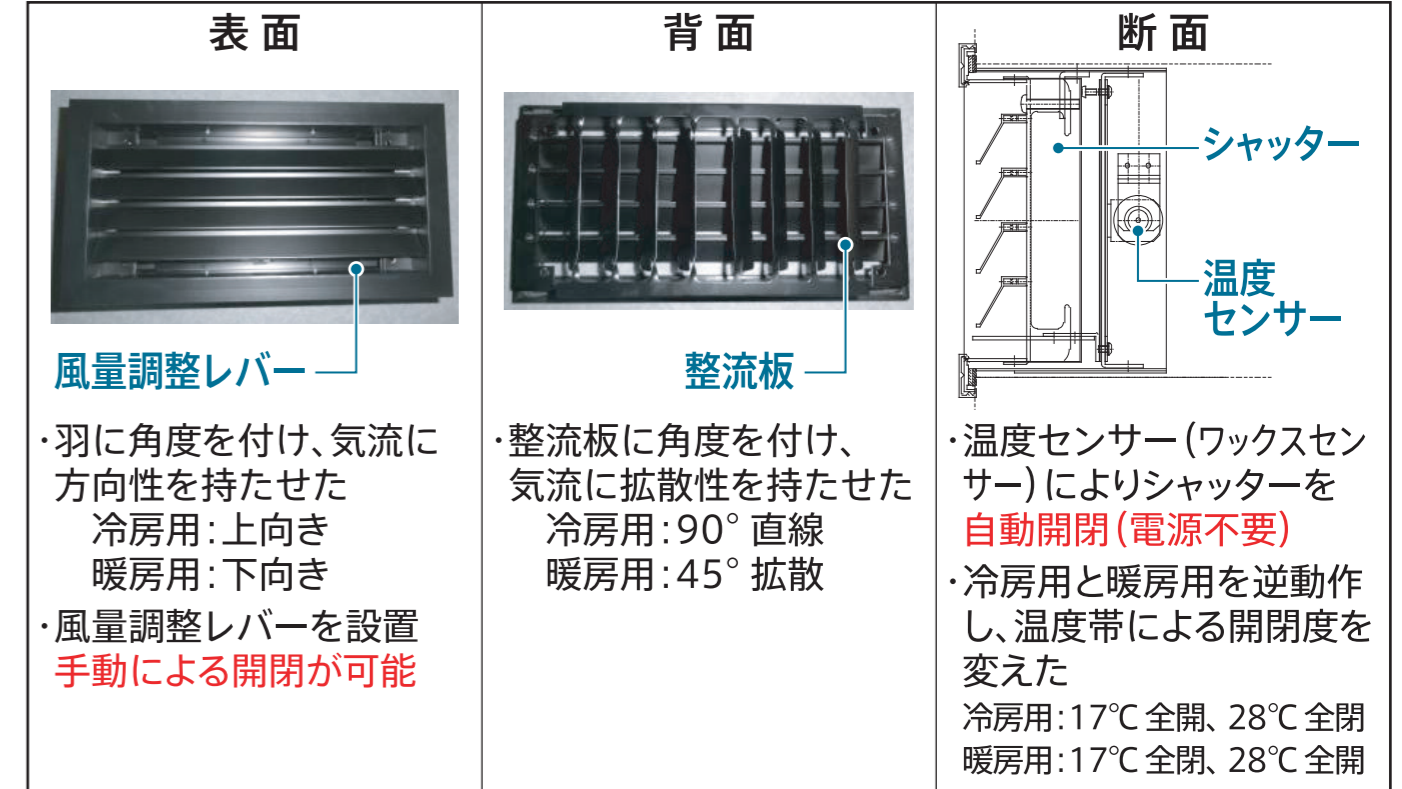 表面
風量調整レバー
・羽に角度を付け、気流に
方向性を持たせた
冷房用：上向き
暖房用：下向き
・風量調整レバーを設置
手動による開閉が可能
背面
整流板
・整流板に角度を付け、
気流に拡散性を持たせた
冷房用：90° 直線
暖房用：45° 拡散
断面
シャッター
温度
センサー
・温度センサー（ワックスセン
サー）によりシャッターを
自動開閉（電源不要）
・冷房用と暖房用を逆動作
し、温度帯による開閉度を
変えた
冷房用：17℃ 全開、28℃ 全閉
暖房用：17℃ 全閉、28℃ 全開